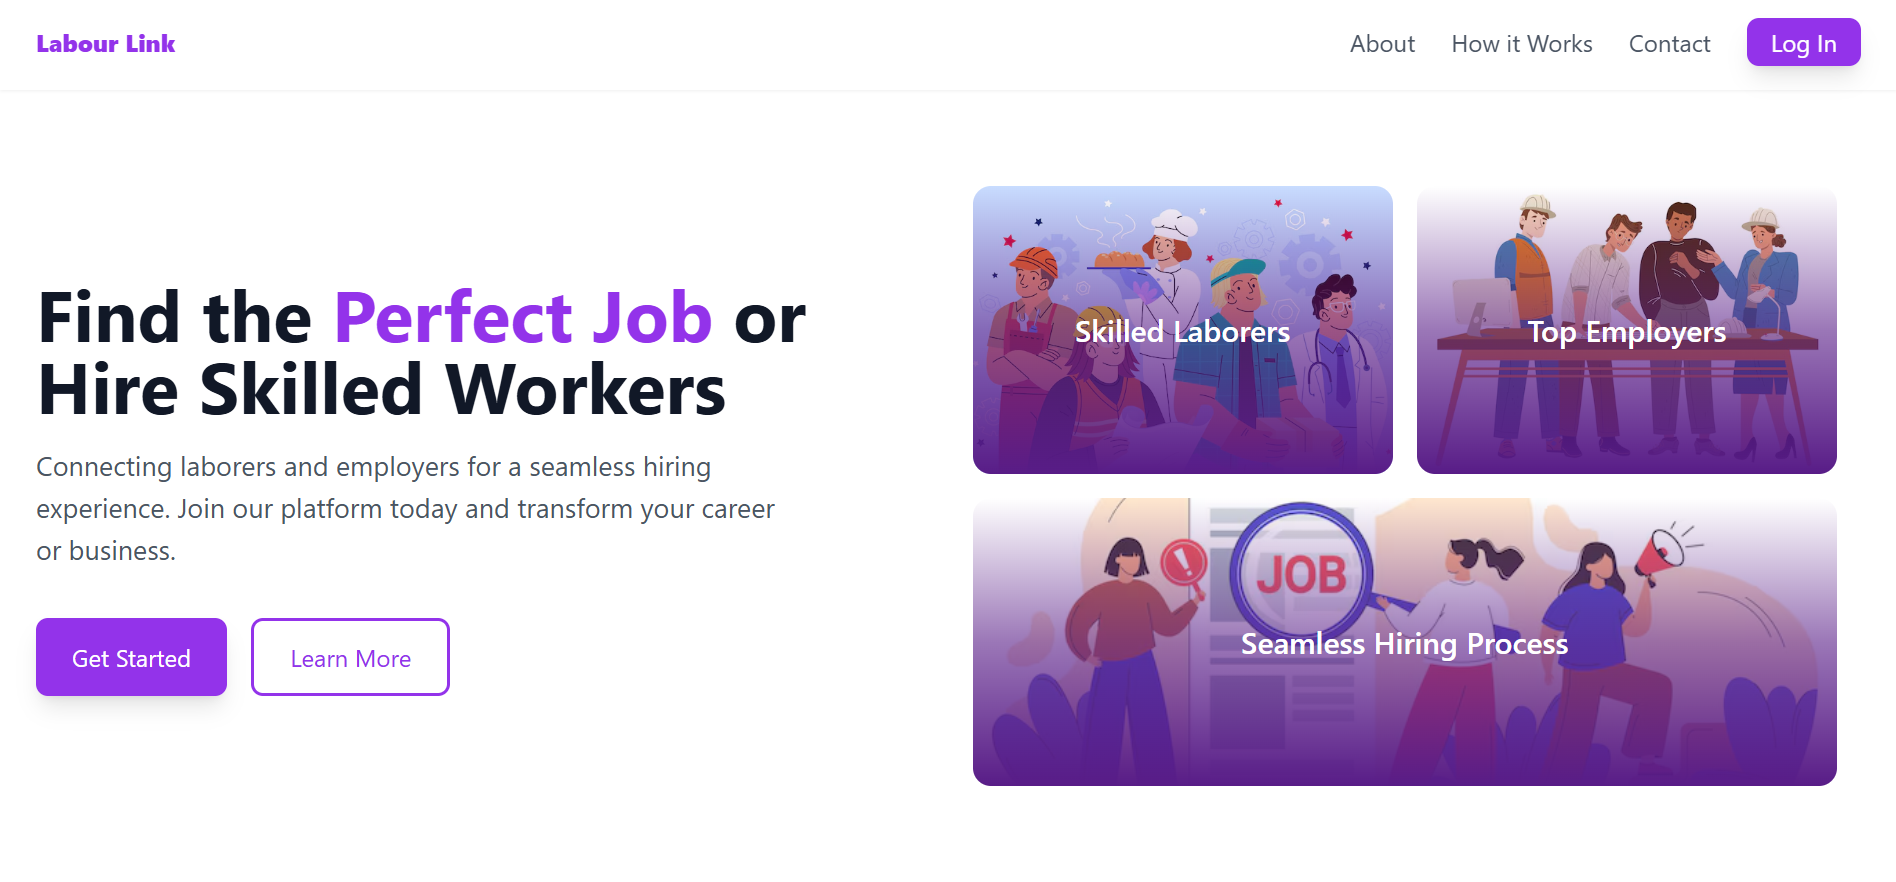 Labour Link
About
How it Works
Contact
Log In
Find the Perfect Job or
Hire Skilled Workers
Connecting laborers and employers for a seamless hiring
experience. Join our platform today and transform your career
or business.
Get Started
Learn More
Skilled Laborers
Top Employers
JOB
Seamless Hiring Process